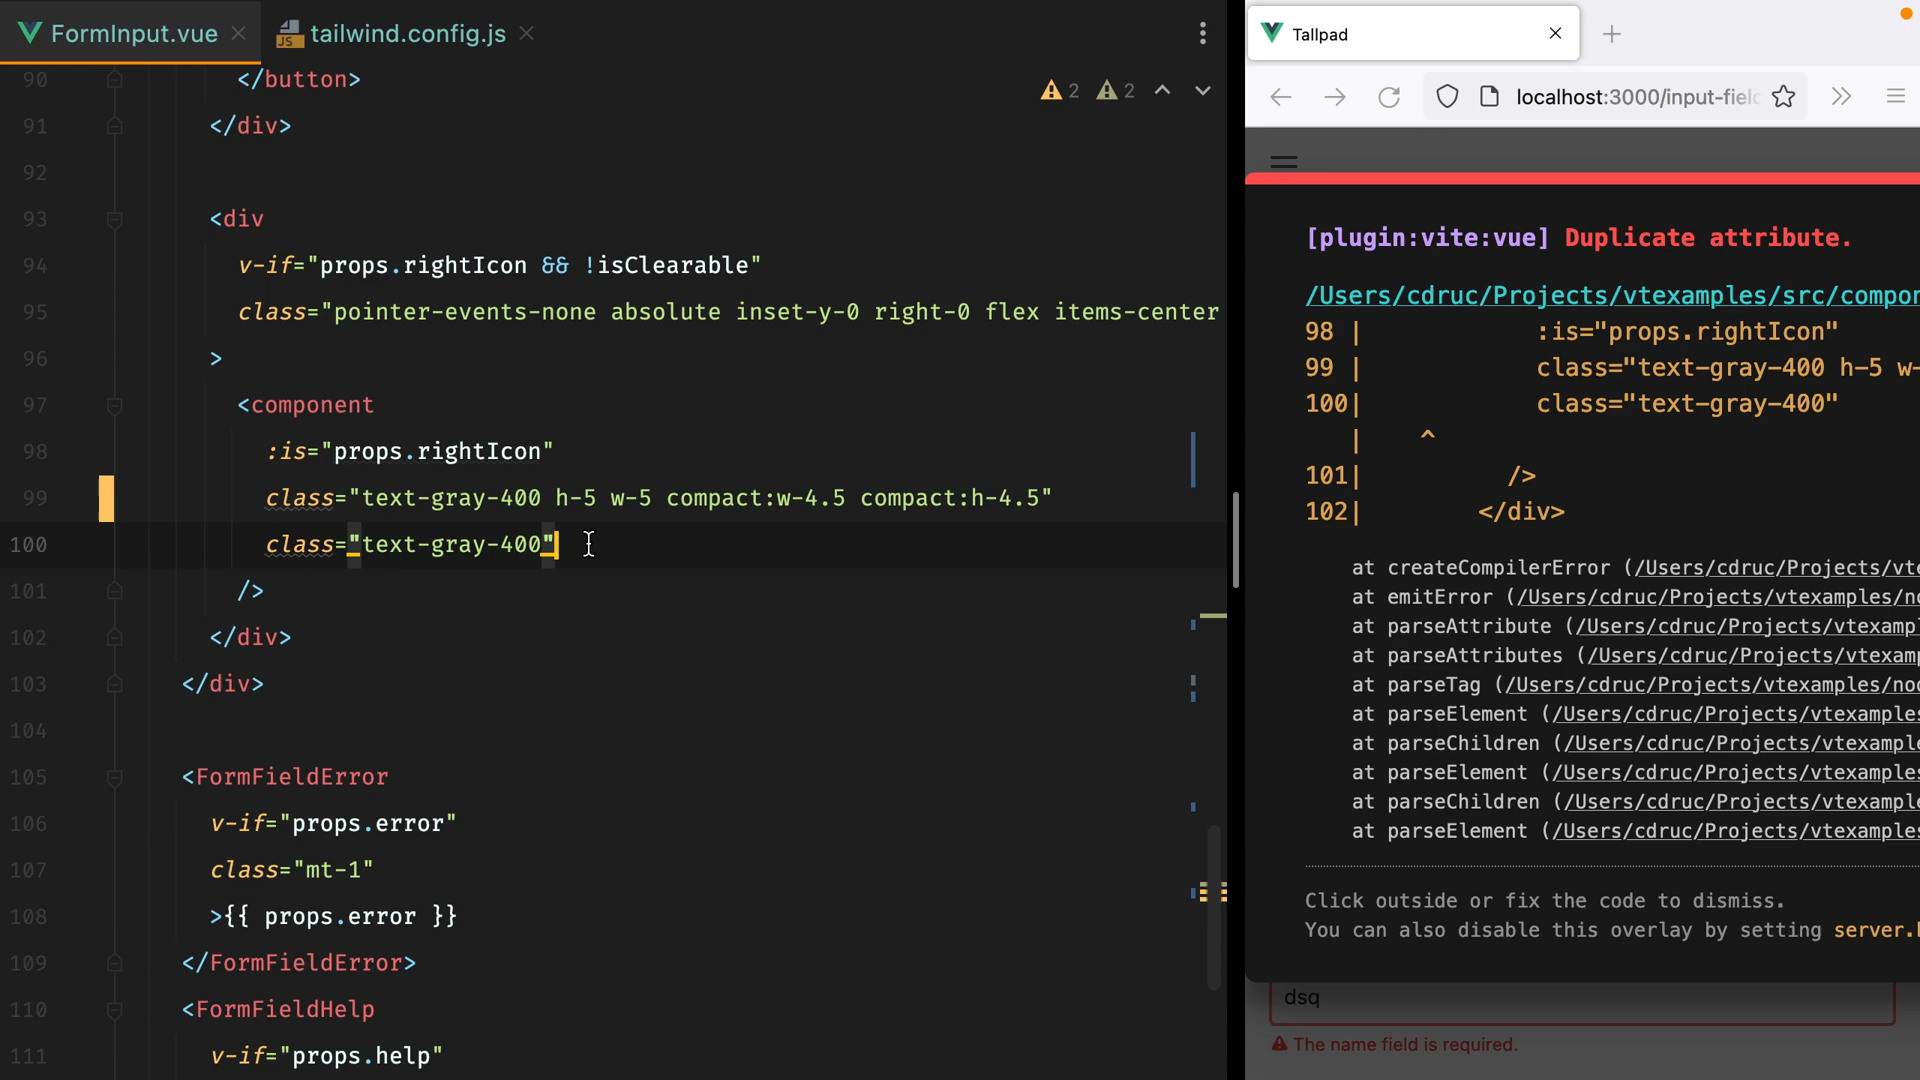 FormInput.vue
tailwind.config.js
2
2
90 </button>
91 </div>
92
93 <div
94 v-if="props.rightIcon && !isClearable"
95 class="pointer-events-none absolute inset-y-0 right-0 flex items-center
96 >
97 <component
98 :is="props.rightIcon"
99 class="text-gray-400 h-5 w-5 compact:w-4.5 compact:h-4.5"
100 class="text-gray-400"
101 />
102 </div>
103 </div>
104
105 <FormFieldError
106 v-if="props.error"
107 class="mt-1"
108 >{{ props.error }}
109 </FormFieldError>
110 <FormFieldHelp
111 v-if="props.help"
Tallpad
localhost:3000/input-fiel
[plugin:vite:vue] Duplicate attribute.
/Users/cdruc/Projects/vtexamples/src/compon
98 | :is="props.rightIcon"
99 | class="text-gray-400 h-5 w-
100| class="text-gray-400"
| ^
101| />
102| </div>
at createCompilerError (/Users/cdruc/Projects/vte
at emitError (/Users/cdruc/Projects/vtexamples/no
at parseAttribute (/Users/cdruc/Projects/vtexampl
at parseAttributes (/Users/cdruc/Projects/vtexamp
at parseTag (/Users/cdruc/Projects/vtexamples/nod
at parseElement (/Users/cdruc/Projects/vtexamples
at parseChildren (/Users/cdruc/Projects/vtexample
at parseElement (/Users/cdruc/Projects/vtexamples
at parseChildren (/Users/cdruc/Projects/vtexample
at parseElement (/Users/cdruc/Projects/vtexamples
Click outside or fix the code to dismiss.
You can also disable this overlay by setting server.h
dsq
The name field is required.